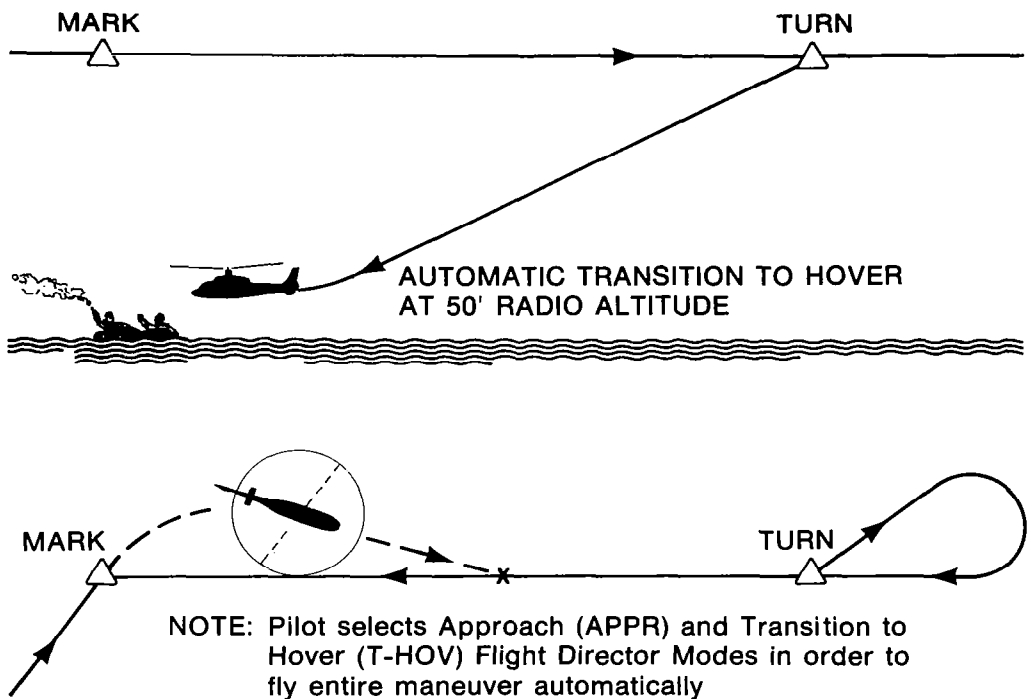 MARK
TURN
AUTOMATIC TRANSITION TO HOVER
AT 50' RADIO ALTITUDE
MARK
TURN
X
NOTE: Pilot selects Approach (APPR) and Transition to
Hover (T-HOV) Flight Director Modes in order to
fly entire maneuver automatically